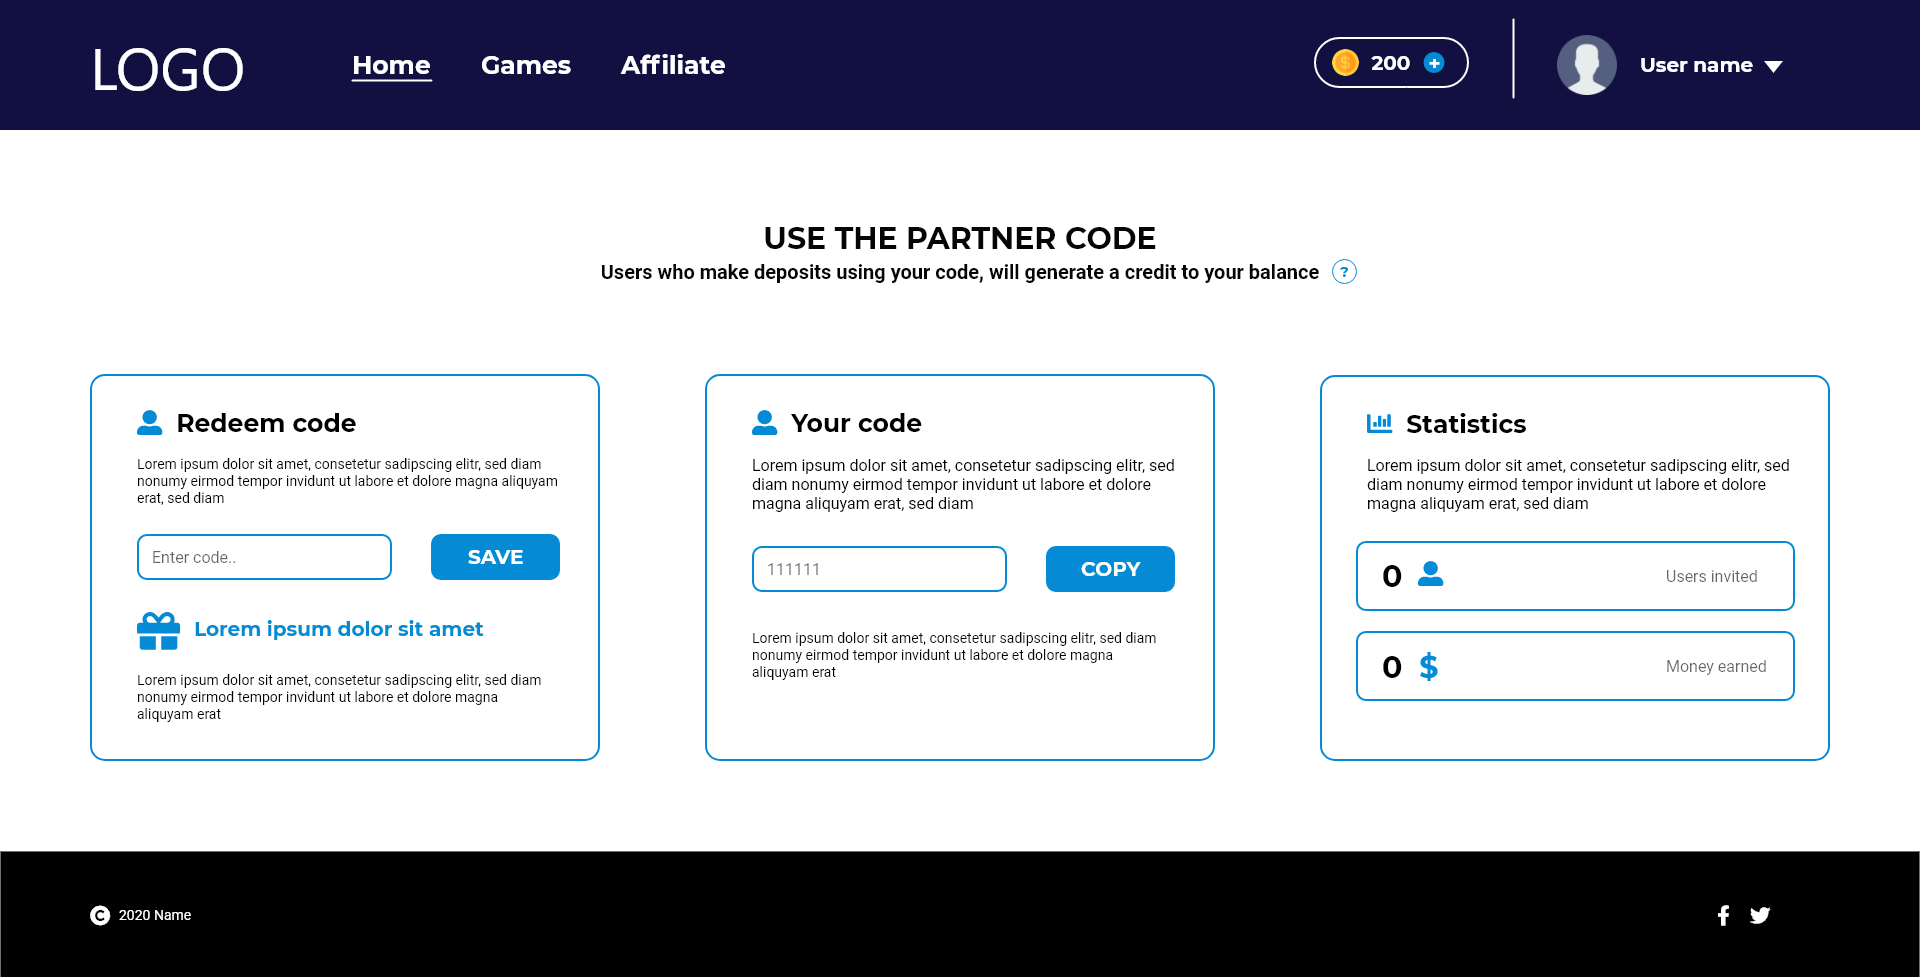 LOGO
Home Games Affiliate
200 +
User name
USE THE PARTNER CODE
Users who make deposits using your code, will generate a credit to your balance ?
Redeem code
Lorem ipsum dolor sit amet, consetetur sadipscing elitr, sed diam
nonumy eirmod tempor invidunt ut labore et dolore magna aliquyam
erat, sed diam
Enter code..
SAVE
Lorem ipsum dolor sit amet
Lorem ipsum dolor sit amet, consetetur sadipscing elitr, sed diam
nonumy eirmod tempor invidunt ut labore et dolore magna
aliquyam erat
Your code
Lorem ipsum dolor sit amet, consetetur sadipscing elitr, sed
diam nonumy eirmod tempor invidunt ut labore et dolore
magna aliquyam erat, sed diam
111111
COPY
Lorem ipsum dolor sit amet, consetetur sadipscing elitr, sed diam
nonumy eirmod tempor invidunt ut labore et dolore magna
aliquyam erat
Statistics
Lorem ipsum dolor sit amet, consetetur sadipscing elitr, sed
diam nonumy eirmod tempor invidunt ut labore et dolore
magna aliquyam erat, sed diam
0 Users invited
0 $ Money earned
© 2020 Name